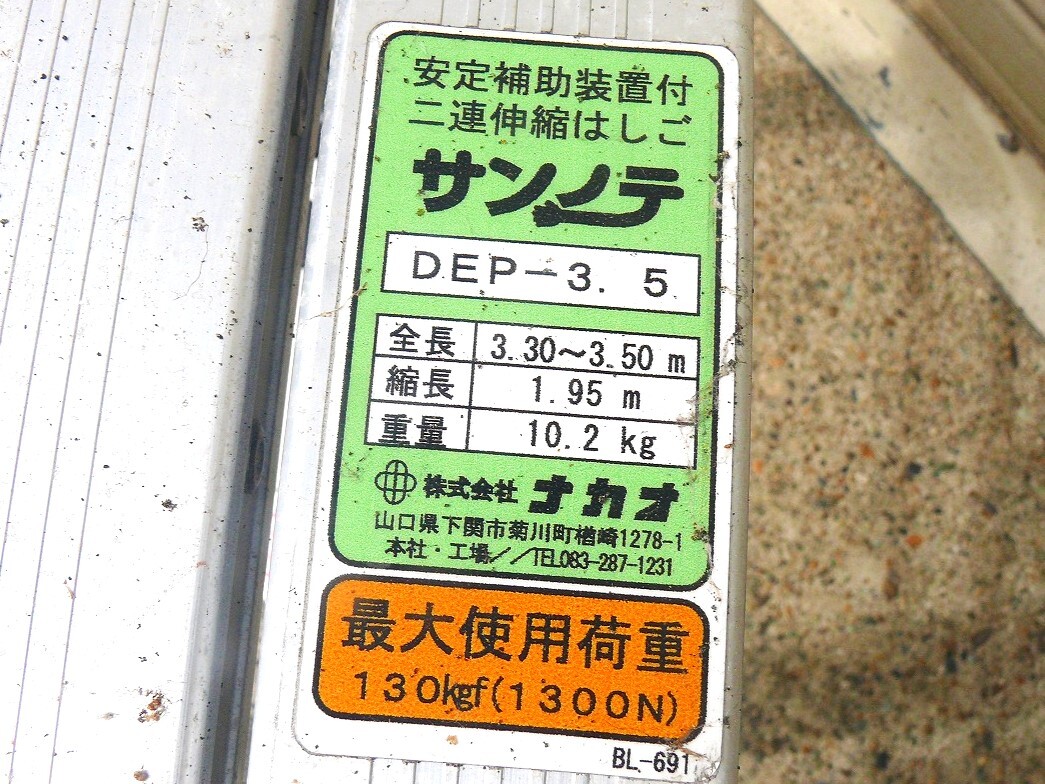 安定補助装置付
二連伸縮はしご
サンノテ
DEP-3.5
全長 3.30～3.50 m
縮長 1.95 m
重量 10.2 kg
株式会社 ナカオ
山口県下関市菊川町楢崎1278-1
本社・工場／／TEL083-287-1231
最大使用荷重
130kgf(1300N)
BL-691